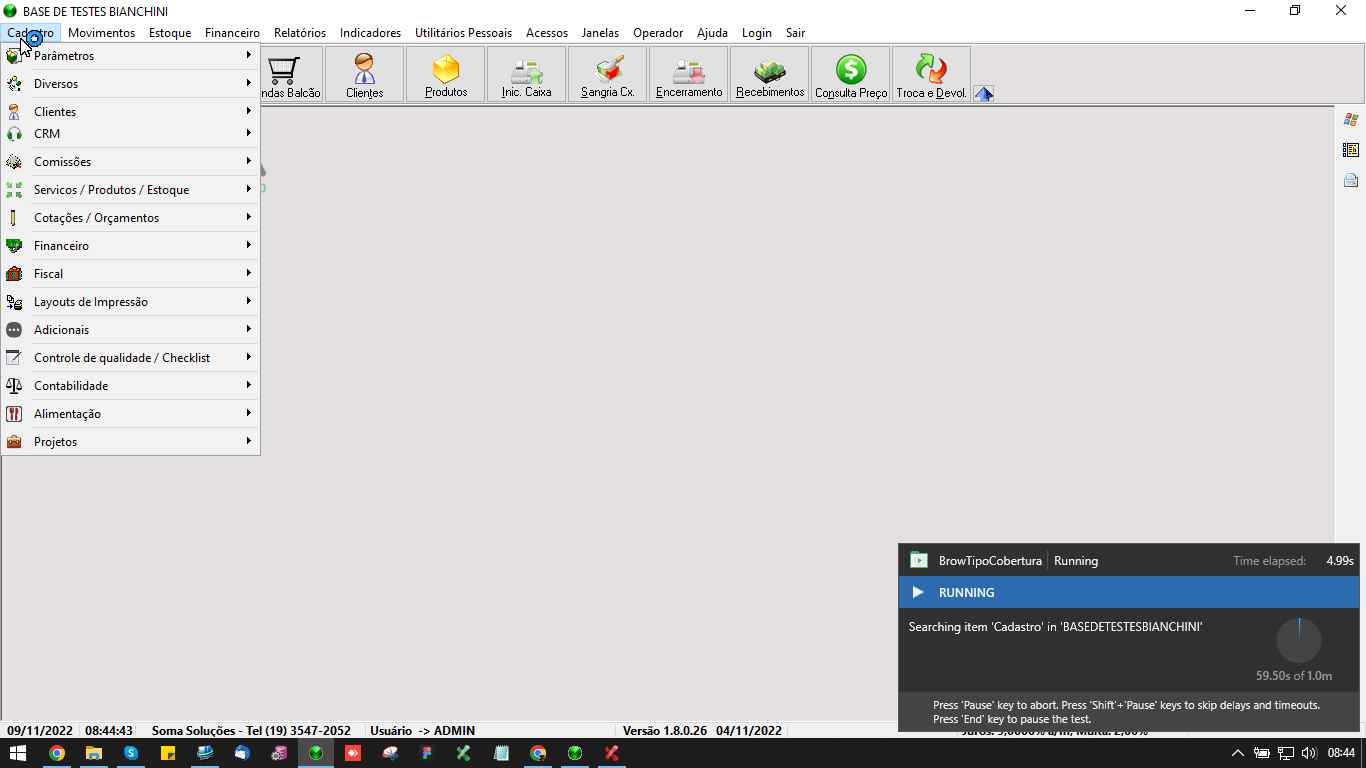 BASE DE TESTES BIANCHINI
Cadastro Movimentos Estoque Financeiro Relatórios Indicadores Utilitários Pessoais Acessos Janelas Operador Ajuda Login Sair
Parâmetros
Diversos
Clientes
CRM
Comissões
Servicos / Produtos / Estoque
Cotações / Orçamentos
Financeiro
Fiscal
Layouts de Impressão
Adicionais
Controle de qualidade / Checklist
Contabilidade
Alimentação
Projetos
ndas Balcão Clientes Produtos Inic. Caixa Sangria Cx. Encerramento Recebimentos Consulta Preço Troca e Devol.
BrowTipoCobertura Running Time elapsed: 4.99s
RUNNING
Searching item 'Cadastro' in 'BASEDETESTESBIANCHINI'
59.50s of 1.0m
Press 'Pause' key to abort. Press 'Shift'+'Pause' keys to skip delays and timeouts.
Press 'End' key to pause the test.
09/11/2022 08:44:43 Soma Soluções - Tel (19) 3547-2052 Usuário -> ADMIN Versão 1.8.0.26 04/11/2022
08:44